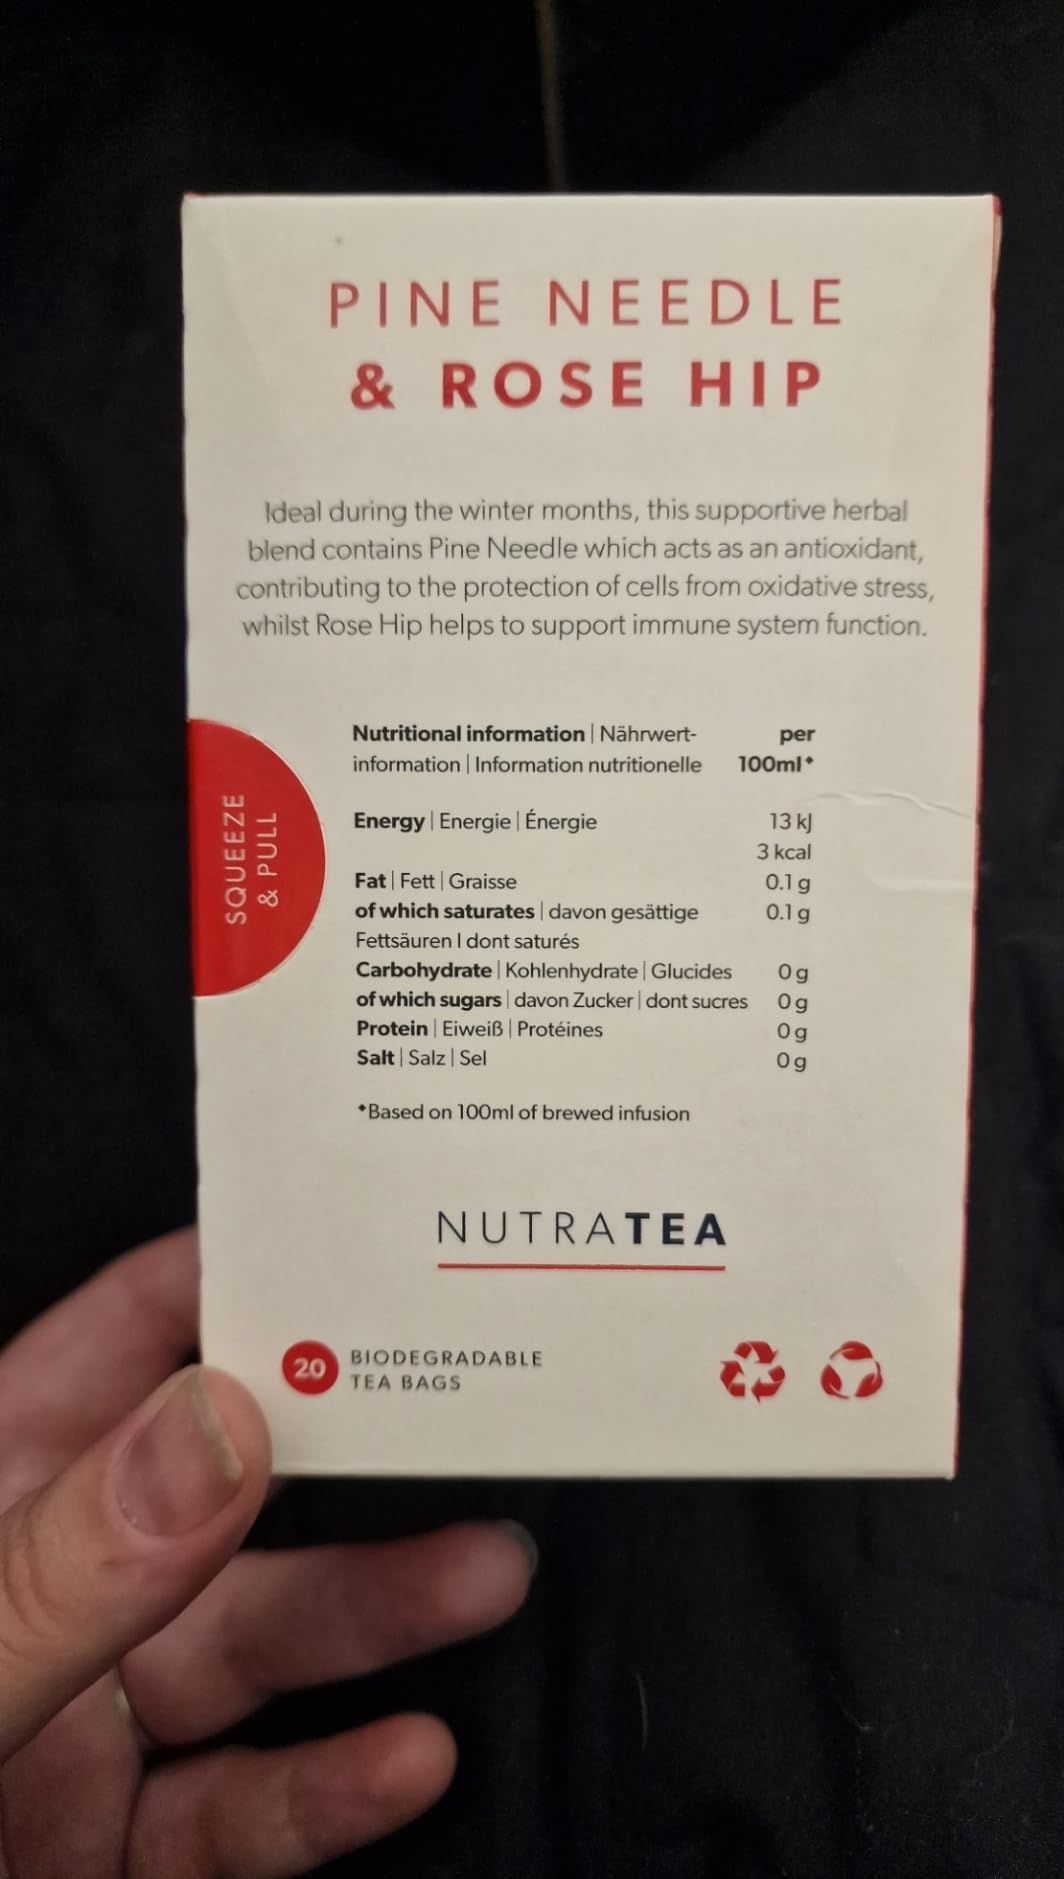 PINE NEEDLE
& ROSE HIP
Ideal during the winter months, this supportive herbal
blend contains Pine Needle which acts as an antioxidant,
contributing to the protection of cells from oxidative stress,
whilst Rose Hip helps to support immune system function.
SQUEEZE
& PULL
Nutritional information | Nährwert- per
information | Information nutritionelle 100ml*
Energy | Energie | Énergie 13 kJ
3 kcal
Fat | Fett | Graisse 0.1 g
of which saturates | davon gesättige 0.1 g
Fettsäuren I dont saturés
Carbohydrate | Kohlenhydrate | Glucides 0 g
of which sugars | davon Zucker | dont sucres 0 g
Protein | Eiweiß | Protéines 0 g
Salt | Salz | Sel 0 g
*Based on 100ml of brewed infusion
NUTRATEA
20 BIODEGRADABLE
TEA BAGS